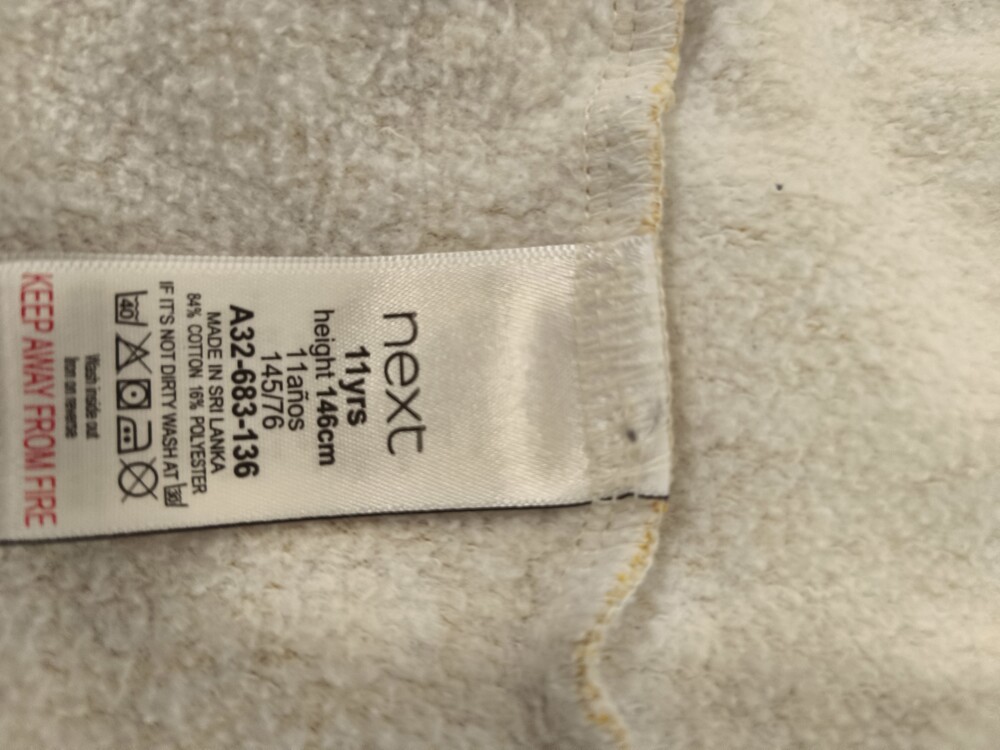 next
11yrs
height 146cm
11años
145/76
A32-683-136
MADE IN SRI LANKA
84% COTTON 16% POLYESTER
IF IT'S NOT DIRTY WASH AT 30
40
Wash inside out
Iron on reverse
KEEP AWAY FROM FIRE